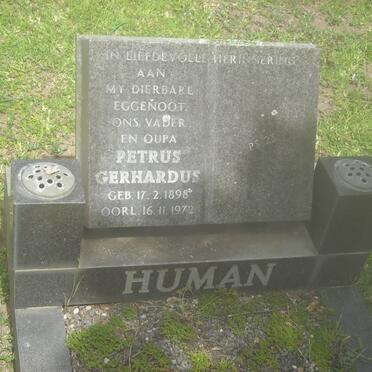 IN LIEFDEVOLLE HERINNERING
AAN
MY DIERBARE
EGGENOOT,
ONS VADER
EN OUPA
PETRUS
GERHARDUS
GEB. 17. 2. 1898
OORL. 16. 11. 1972
HUMAN